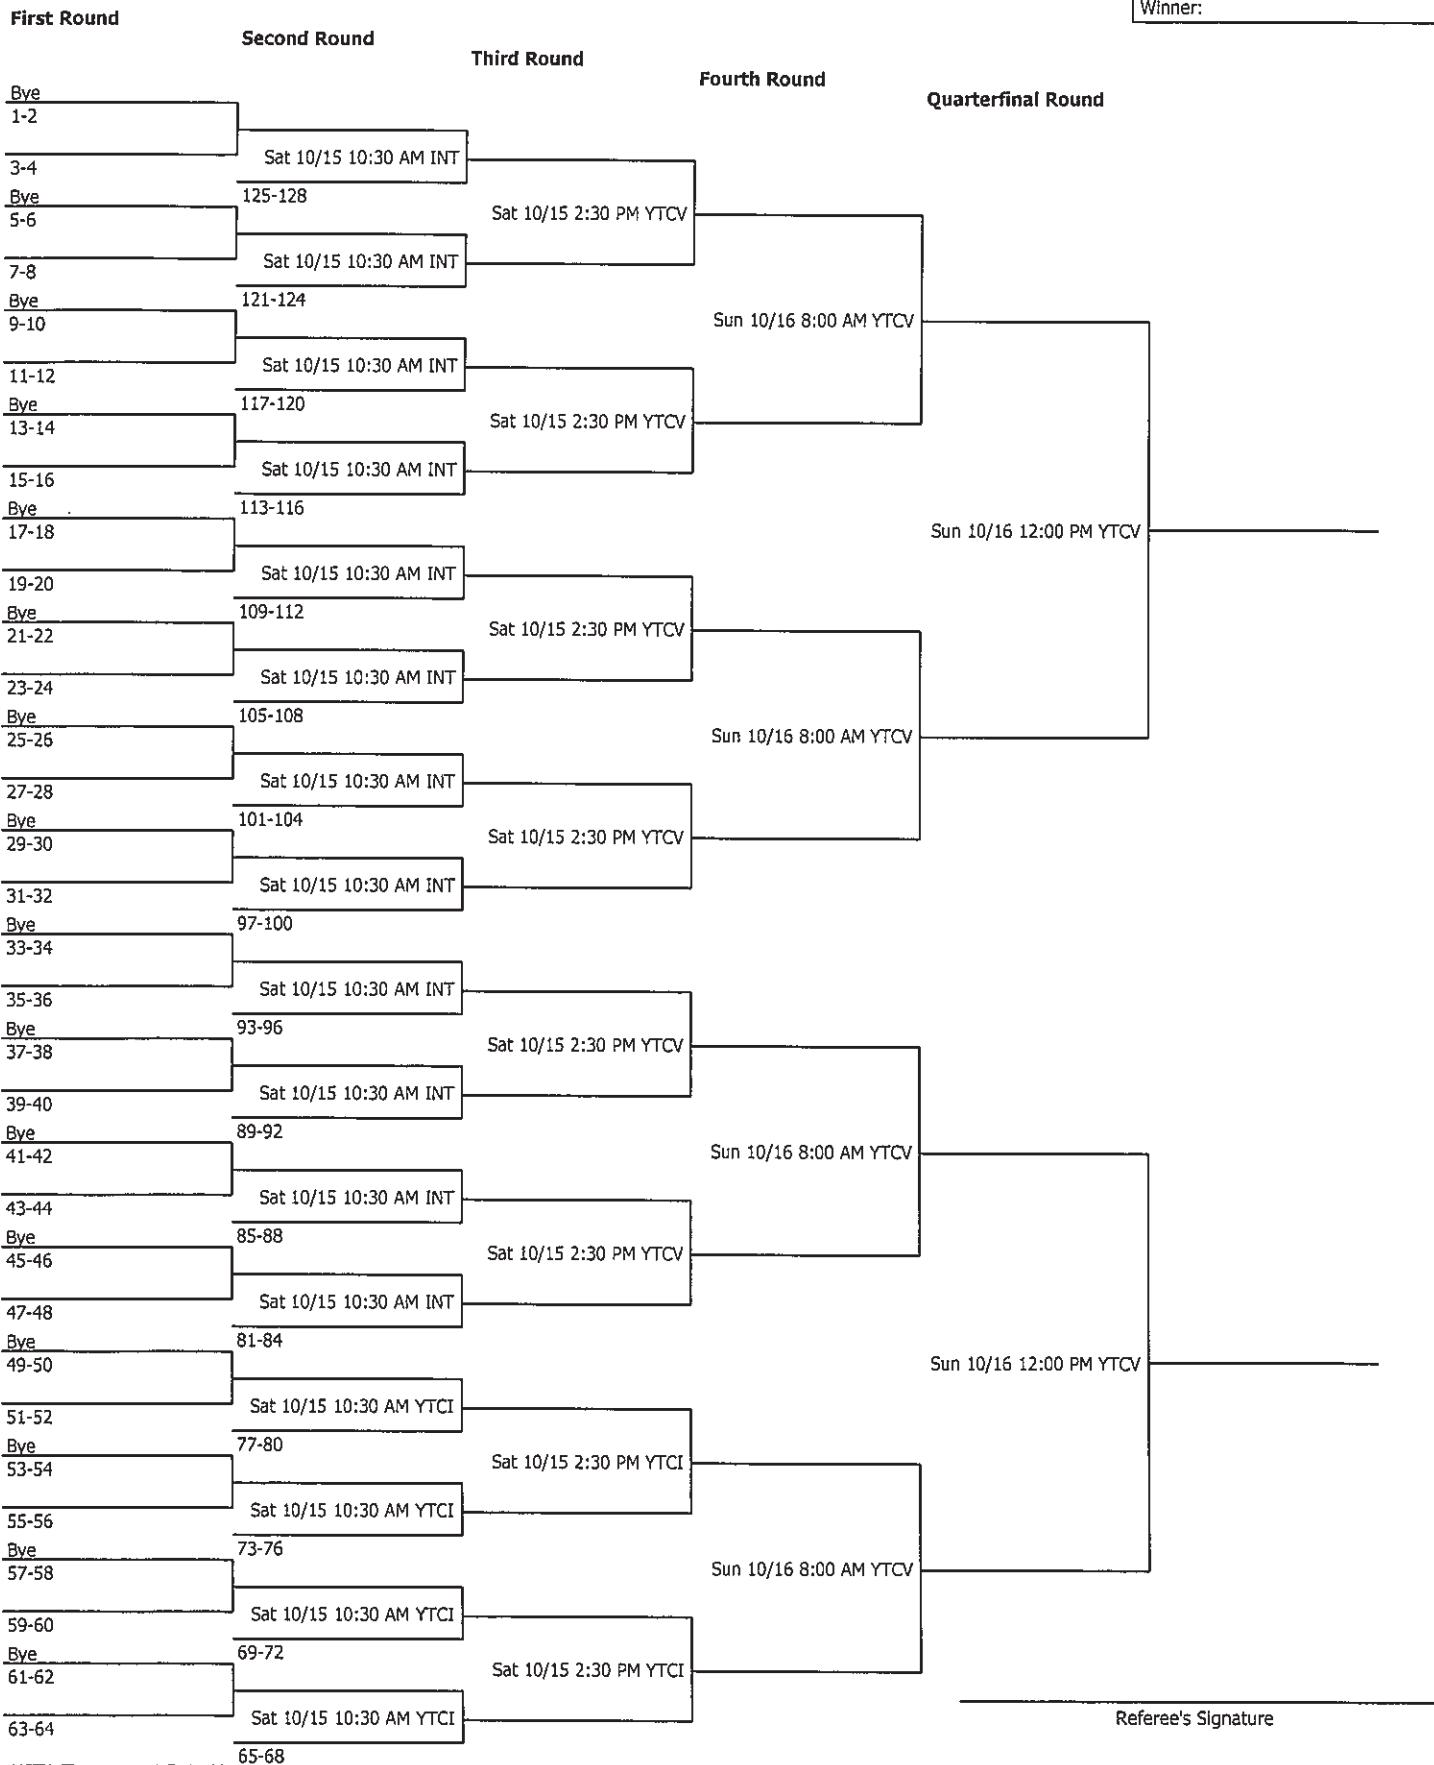 Winner:
First Round
Second Round
Third Round
Fourth Round
Quarterfinal Round
Bye
1-2
Sat 10/15 10:30 AM INT
3-4
Bye
125-128
5-6
Sat 10/15 2:30 PM YTCV
Sat 10/15 10:30 AM INT
7-8
Bye
121-124
9-10
Sun 10/16 8:00 AM YTCV
Sat 10/15 10:30 AM INT
11-12
Bye
117-120
13-14
Sat 10/15 2:30 PM YTCV
Sat 10/15 10:30 AM INT
15-16
Bye
113-116
17-18
Sun 10/16 12:00 PM YTCV
Sat 10/15 10:30 AM INT
19-20
Bye
109-112
21-22
Sat 10/15 2:30 PM YTCV
Sat 10/15 10:30 AM INT
23-24
Bye
105-108
25-26
Sun 10/16 8:00 AM YTCV
Sat 10/15 10:30 AM INT
27-28
Bye
101-104
29-30
Sat 10/15 2:30 PM YTCV
Sat 10/15 10:30 AM INT
31-32
Bye
97-100
33-34
Sat 10/15 10:30 AM INT
35-36
Bye
93-96
37-38
Sat 10/15 2:30 PM YTCV
Sat 10/15 10:30 AM INT
39-40
Bye
89-92
41-42
Sun 10/16 8:00 AM YTCV
Sat 10/15 10:30 AM INT
43-44
Bye
85-88
45-46
Sat 10/15 2:30 PM YTCV
Sat 10/15 10:30 AM INT
47-48
Bye
81-84
49-50
Sun 10/16 12:00 PM YTCV
Sat 10/15 10:30 AM YTCI
51-52
Bye
77-80
53-54
Sat 10/15 2:30 PM YTCI
Sat 10/15 10:30 AM YTCI
55-56
Bye
73-76
57-58
Sun 10/16 8:00 AM YTCV
Sat 10/15 10:30 AM YTCI
59-60
Bye
69-72
61-62
Sat 10/15 2:30 PM YTCI
Sat 10/15 10:30 AM YTCI
63-64
Referee's Signature
65-68